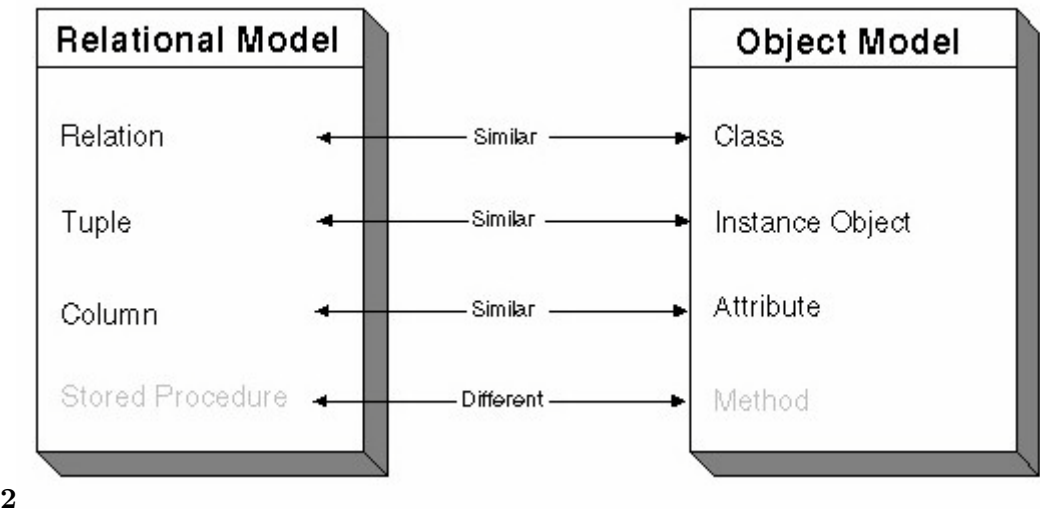 Relational Model
Object Model
Relation Similar Class
Tuple Similar Instance Object
Column Similar Attribute
Stored Procedure Different Method
2